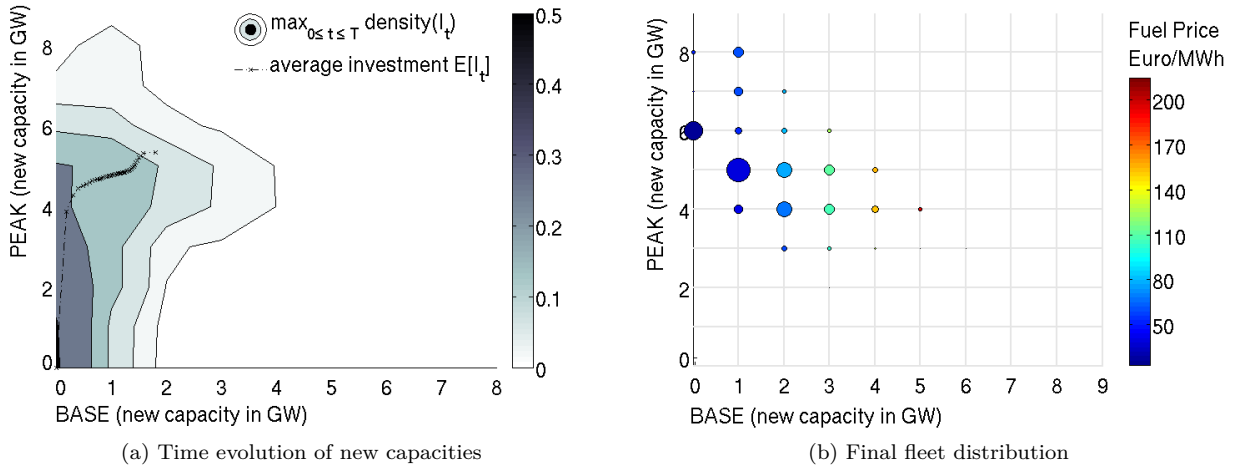 max0≤ t ≤ T density(It)
average investment E[It]
PEAK (new capacity in GW)
8
6
4
2
0
0 1 2 3 4 5 6 7 8
BASE (new capacity in GW)
0.5
0.4
0.3
0.2
0.1
0
(a) Time evolution of new capacities
PEAK (new capacity in GW)
8
6
4
2
0
0 1 2 3 4 5 6 7 8 9
BASE (new capacity in GW)
Fuel Price
Euro/MWh
200
170
140
110
80
50
(b) Final fleet distribution